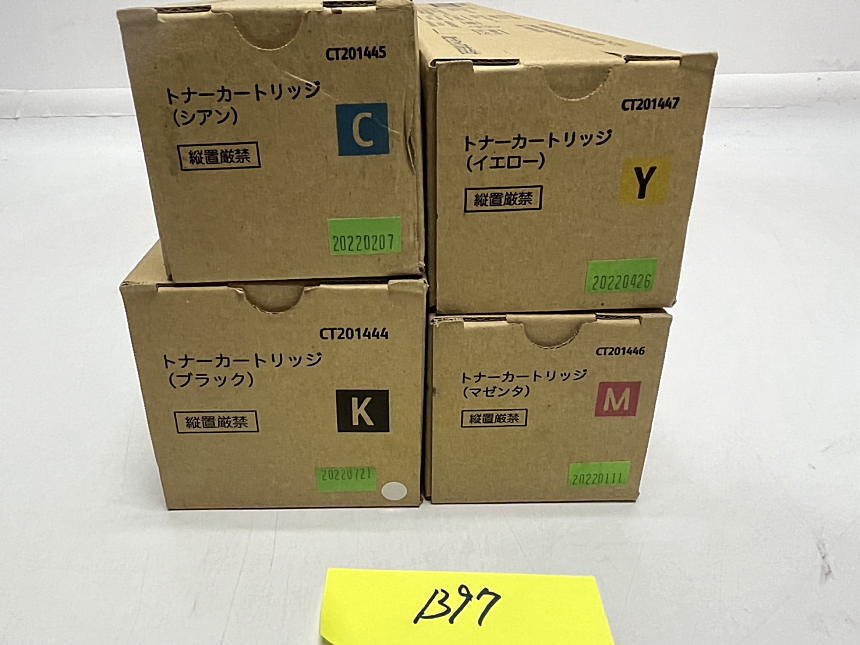 CT201445
トナーカートリッジ
(シアン)
C
縦置厳禁
20220207
CT201447
トナーカートリッジ
(イエロー)
Y
縦置厳禁
20220426
CT201444
トナーカートリッジ
(ブラック)
K
縦置厳禁
20220721
CT201446
トナーカートリッジ
(マゼンタ)
M
縦置厳禁
20220111
B97